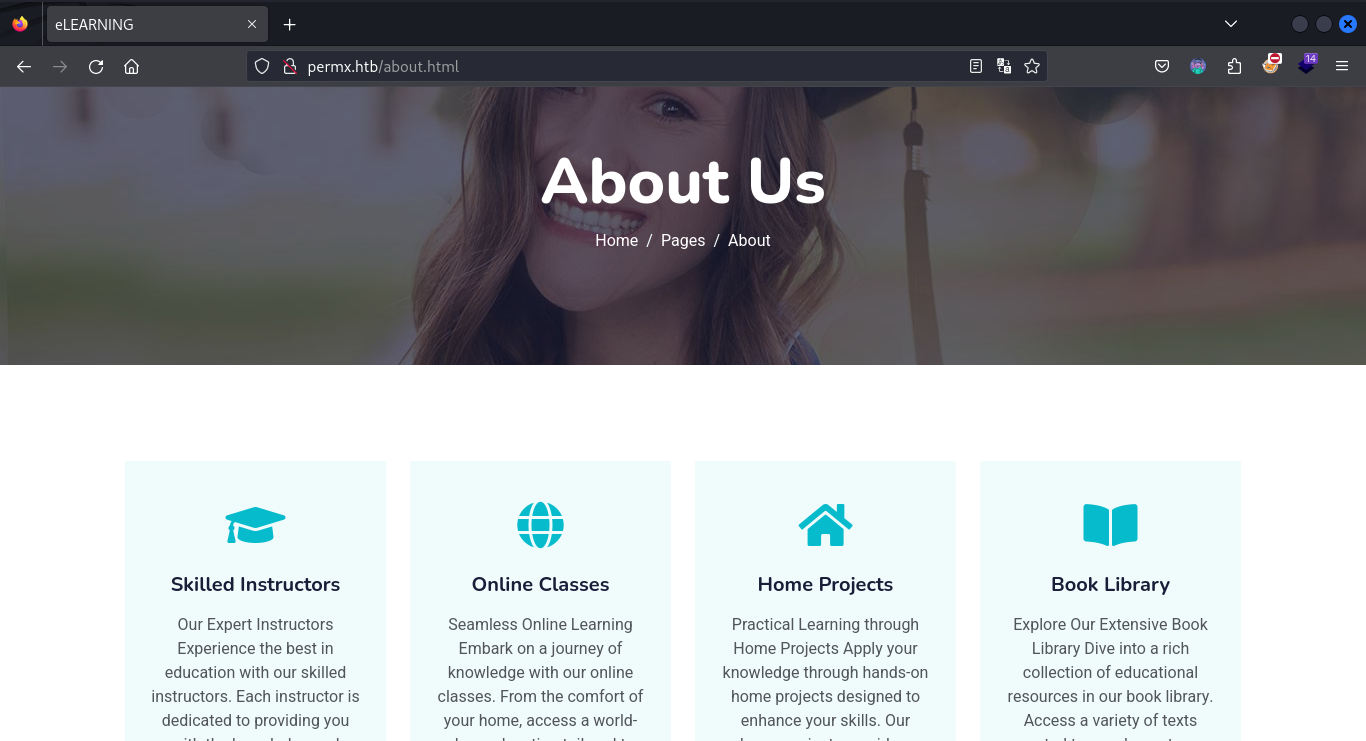 eLEARNING
permx.htb/about.html
14
About Us
Home / Pages / About
Skilled Instructors
Our Expert Instructors
Experience the best in
education with our skilled
instructors. Each instructor is
dedicated to providing you
Online Classes
Seamless Online Learning
Embark on a journey of
knowledge with our online
classes. From the comfort of
your home, access a world-
Home Projects
Practical Learning through
Home Projects Apply your
knowledge through hands-on
home projects designed to
enhance your skills. Our
Book Library
Explore Our Extensive Book
Library Dive into a rich
collection of educational
resources in our book library.
Access a variety of texts